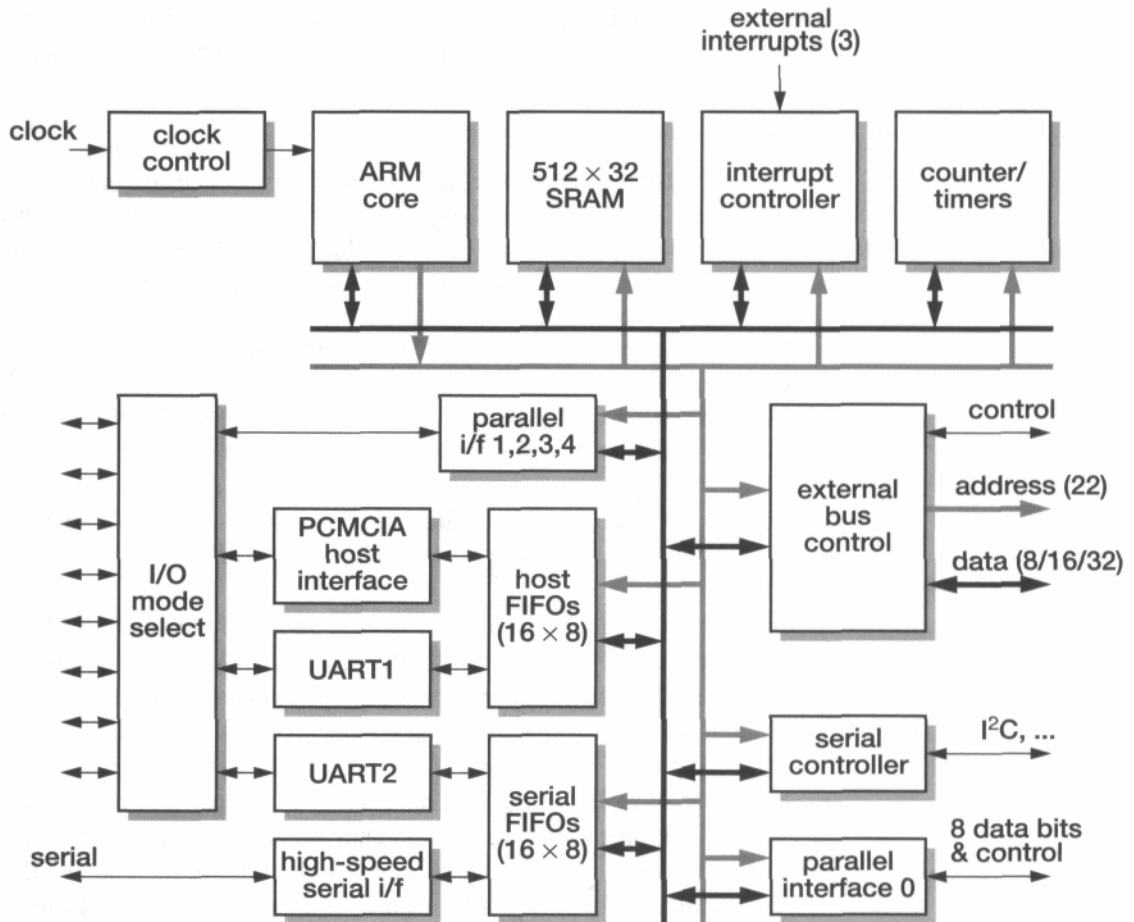 external
interrupts (3)
clock
clock
control
ARM
core
512 × 32
SRAM
interrupt
controller
counter/
timers
parallel
i/f 1,2,3,4
control
address (22)
data (8/16/32)
external
bus
control
I/O
mode
select
PCMCIA
host
interface
host
FIFOs
(16 × 8)
UART1
UART2
serial
FIFOs
(16 × 8)
serial
controller
I²C, ...
serial
high-speed
serial i/f
parallel
interface 0
8 data bits
& control